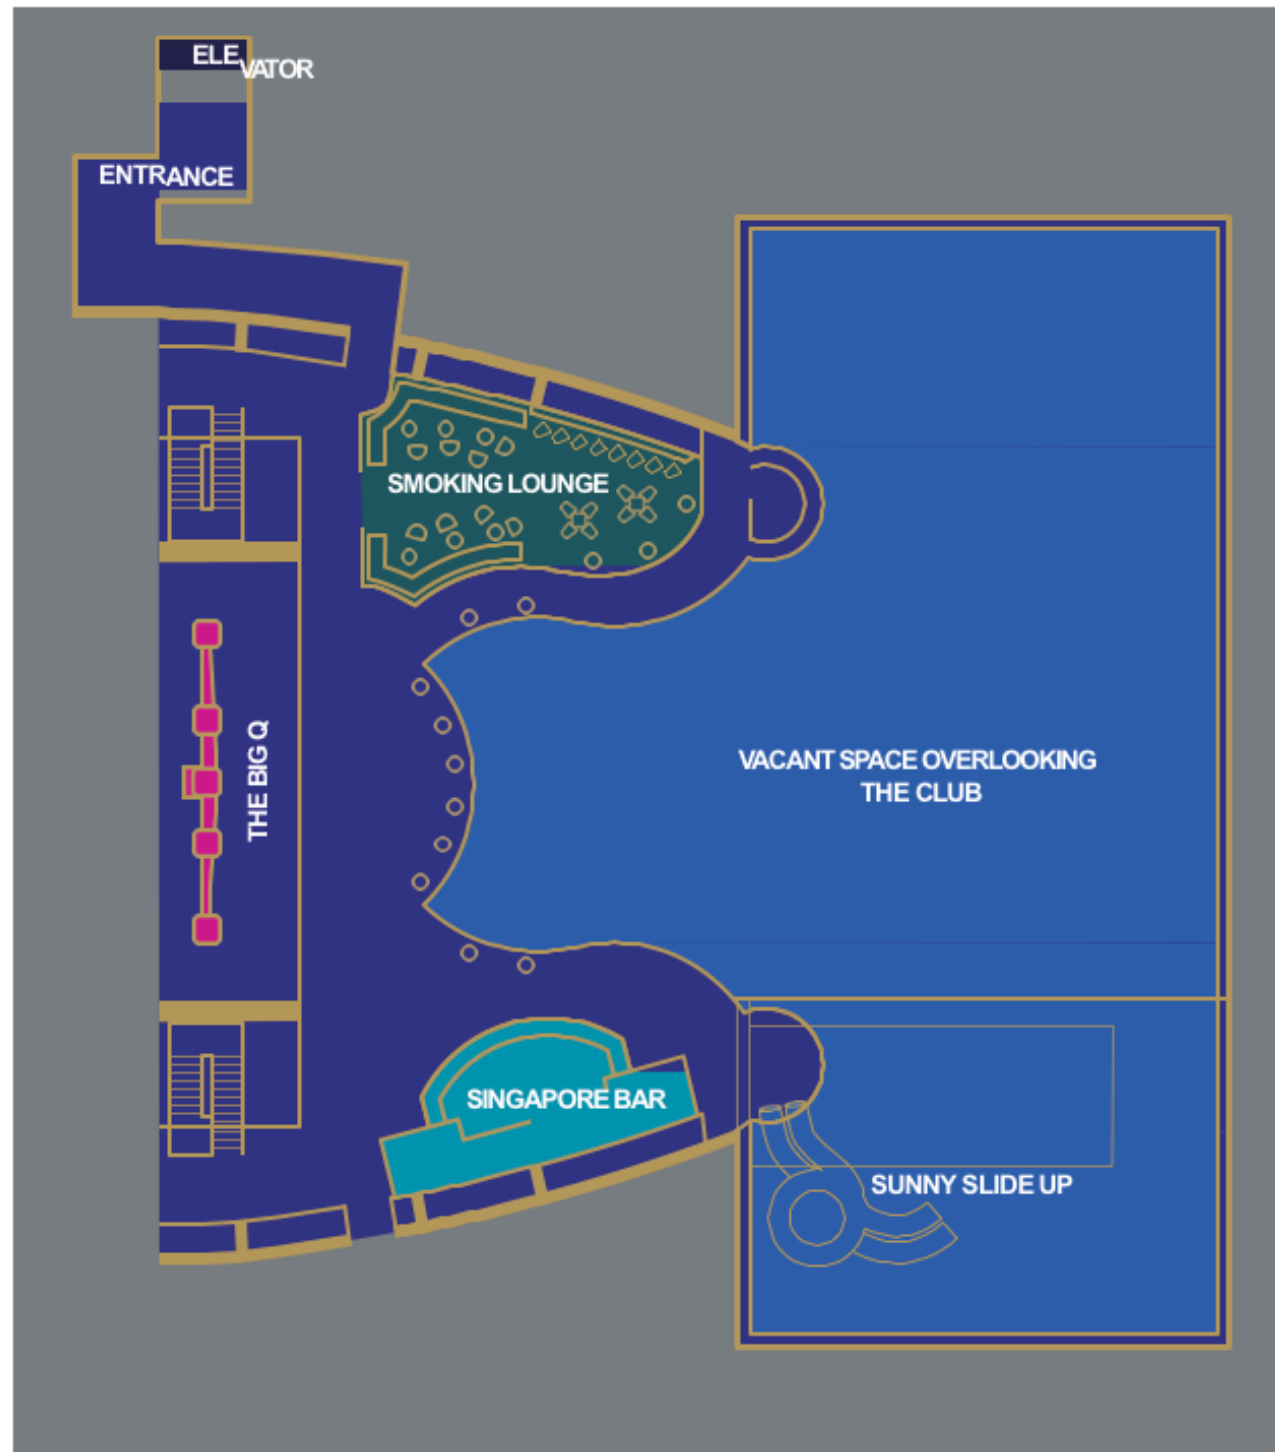 ELEVATOR
ENTRANCE
SMOKING LOUNGE
THE BIG Q
VACANT SPACE OVERLOOKING
THE CLUB
SINGAPORE BAR
SUNNY SLIDE UP